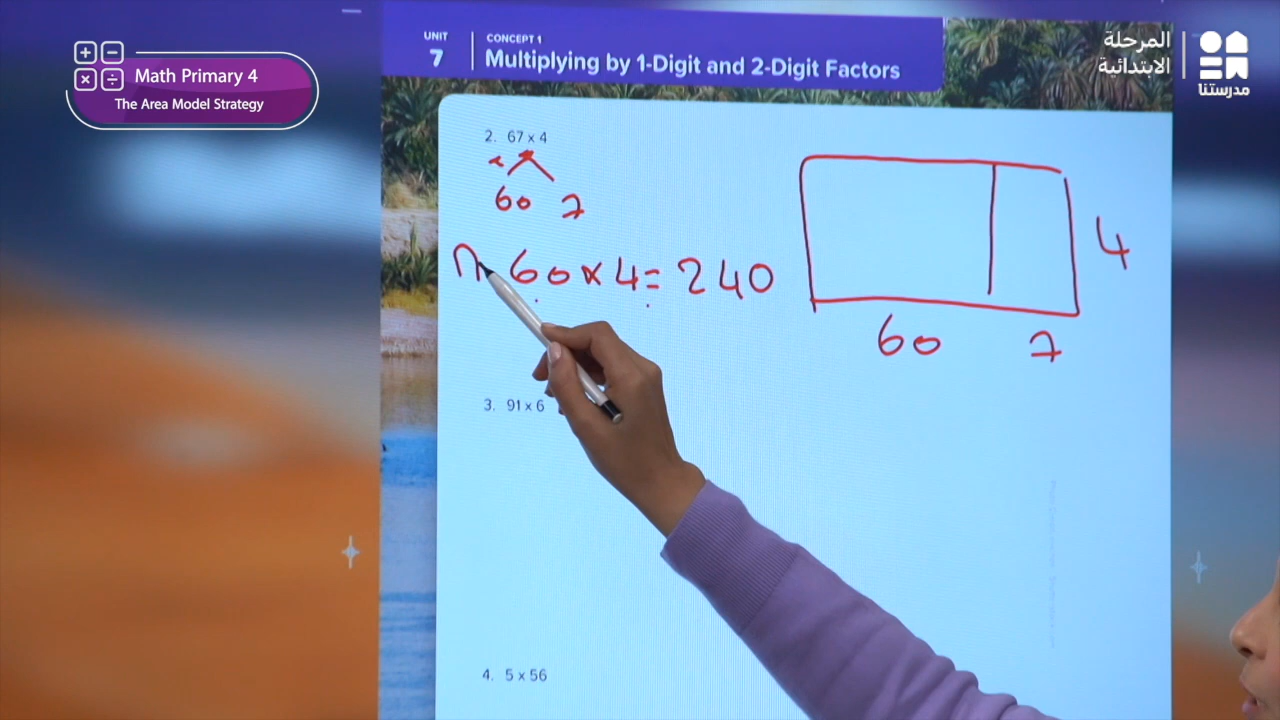 Math Primary 4
The Area Model Strategy
UNIT
7
CONCEPT 1
Multiplying by 1-Digit and 2-Digit Factors
المرحلة
الابتدائية
مدرستنا
2. 67 x 4
60 7
60 x 4 = 240
4
60 7
3. 91 x 6
4. 5 x 56